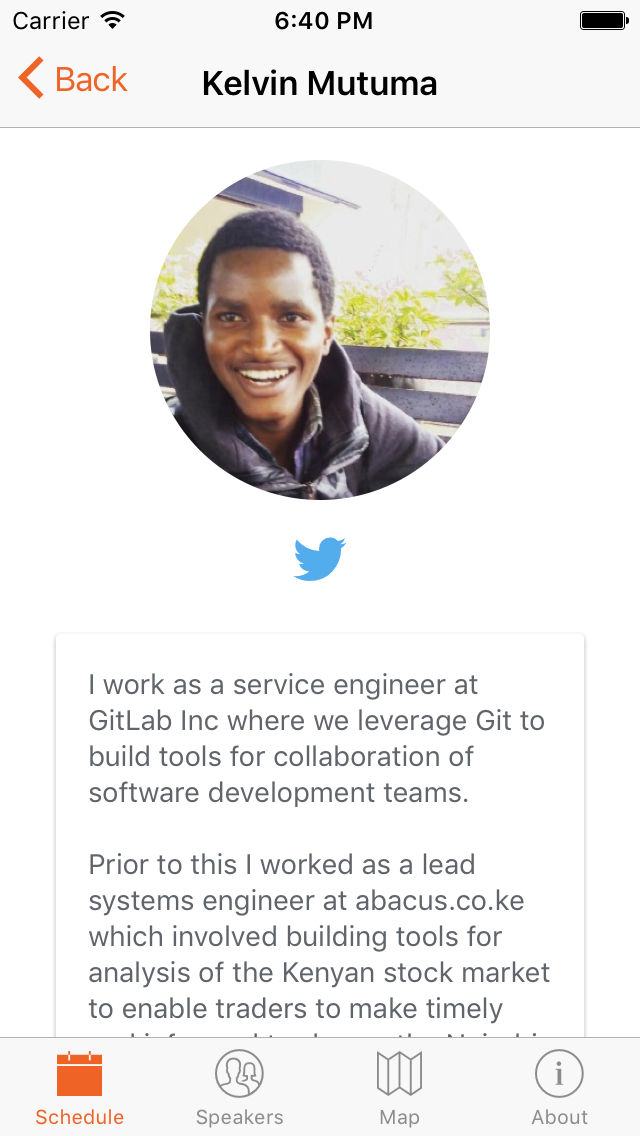 Carrier 6:40 PM
Back Kelvin Mutuma
I work as a service engineer at
GitLab Inc where we leverage Git to
build tools for collaboration of
software development teams.
Prior to this I worked as a lead
systems engineer at abacus.co.ke
which involved building tools for
analysis of the Kenyan stock market
to enable traders to make timely
Schedule Speakers Map About